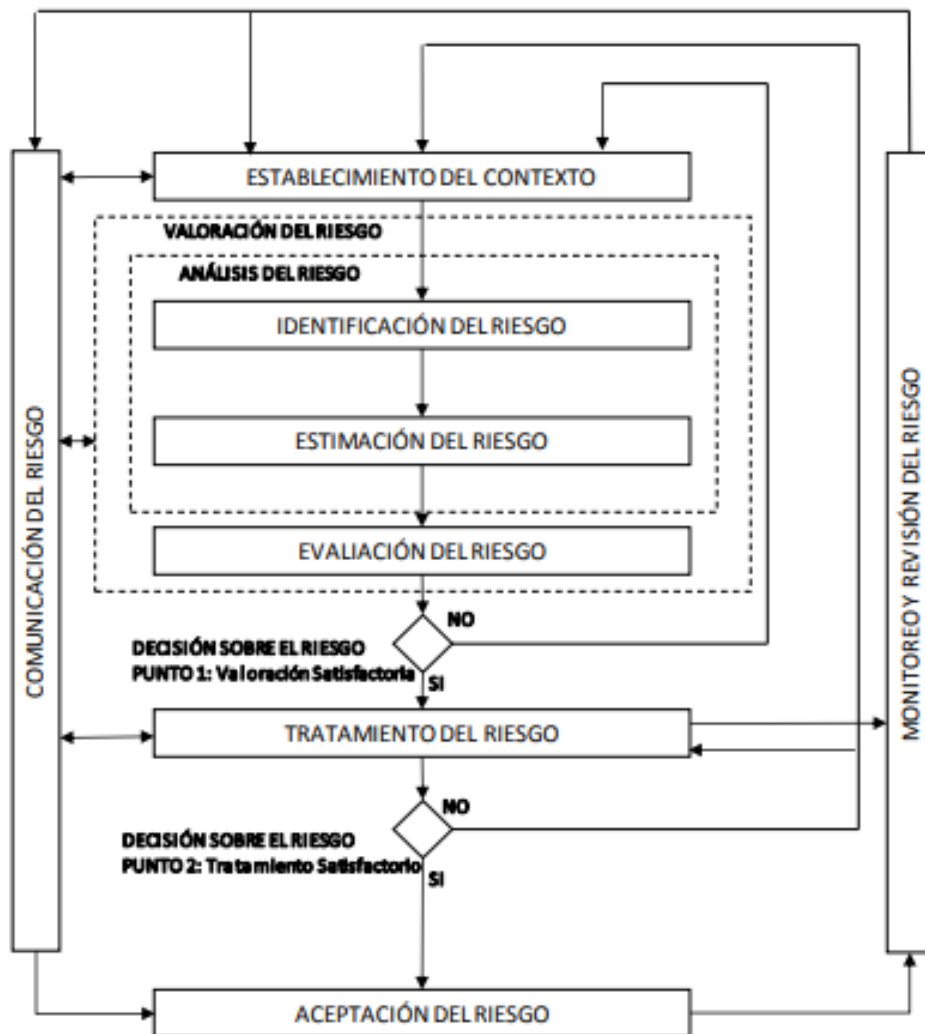 ESTABLECIMIENTO DEL CONTEXTO
VALORACIÓN DEL RIESGO
ANÁLISIS DEL RIESGO
IDENTIFICACIÓN DEL RIESGO
ESTIMACIÓN DEL RIESGO
EVALIACIÓN DEL RIESGO
NO
DECISIÓN SOBRE EL RIESGO
PUNTO 1: Valoración Satisfactoria
SI
TRATAMIENTO DEL RIESGO
NO
DECISIÓN SOBRE EL RIESGO
PUNTO 2: Tratamiento Satisfactorio
SI
ACEPTACIÓN DEL RIESGO
COMUNICACIÓN DEL RIESGO
MONITOREO Y REVISIÓN DEL RIESGO